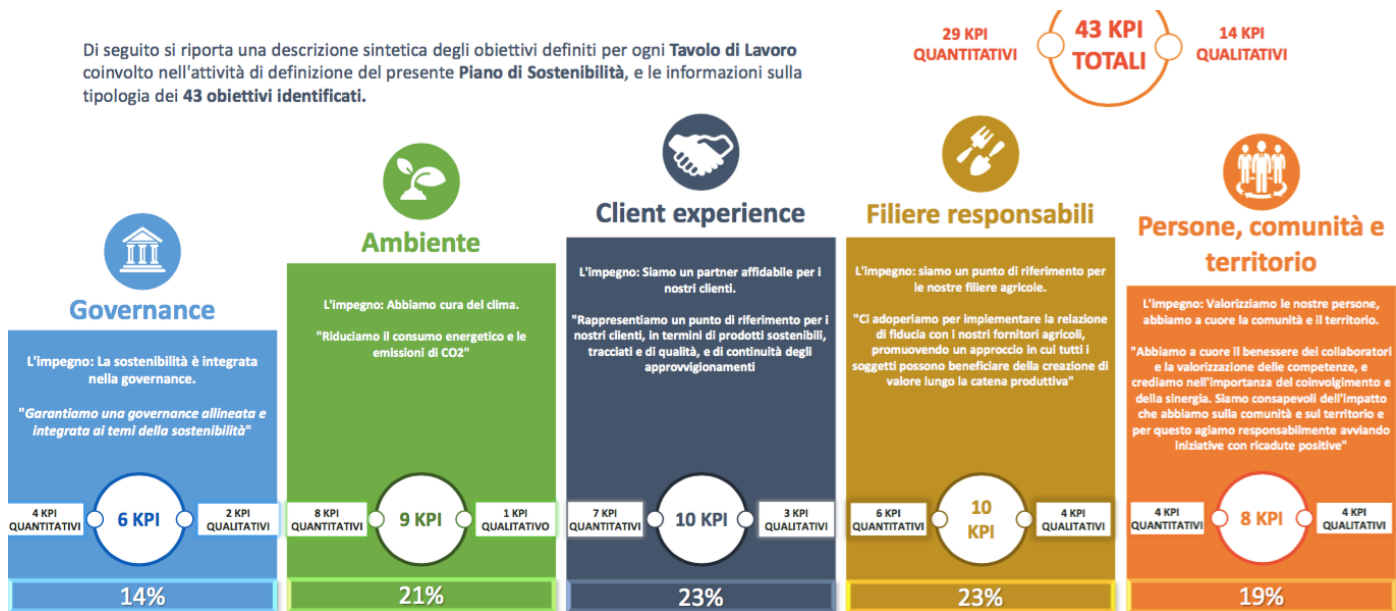 Di seguito si riporta una descrizione sintetica degli obiettivi definiti per ogni Tavolo di Lavoro
coinvolto nell'attività di definizione del presente Piano di Sostenibilità, e le informazioni sulla
tipologia dei 43 obiettivi identificati.
29 KPI
QUANTITATIVI
43 KPI
TOTALI
14 KPI
QUALITATIVI
Governance
L'impegno: La sostenibilità è integrata
nella governance.
"Garantiamo una governance allineata e
integrata ai temi della sostenibilità"
4 KPI
QUANTITATIVI
6 KPI
2 KPI
QUALITATIVI
14%
Ambiente
L'impegno: Abbiamo cura del clima.
"Riduciamo il consumo energetico e le
emissioni di CO2"
8 KPI
QUANTITATIVI
9 KPI
1 KPI
QUALITATIVO
21%
Client experience
L'impegno: Siamo un partner affidabile per i
nostri clienti.
"Rappresentiamo un punto di riferimento per i
nostri clienti, in termini di prodotti sostenibili,
tracciati e di qualità, e di continuità degli
approvvigionamenti
7 KPI
QUANTITATIVI
10 KPI
3 KPI
QUALITATIVI
23%
Filiere responsabili
L'impegno: siamo un punto di riferimento per
le nostre filiere agricole.
"Ci adoperiamo per implementare la relazione
di fiducia con i nostri fornitori agricoli,
promuovendo un approccio in cui tutti i
soggetti possono beneficiare della creazione di
valore lungo la catena produttiva"
6 KPI
QUANTITATIVI
10
KPI
4 KPI
QUALITATIVI
23%
Persone, comunità e
territorio
L'impegno: Valorizziamo le nostre persone,
abbiamo a cuore la comunità e il territorio.
"Abbiamo a cuore il benessere dei collaboratori
e la valorizzazione delle competenze, e
crediamo nell'importanza del coinvolgimento e
della sinergia. Siamo consapevoli dell'impatto
che abbiamo sulla comunità e sul territorio e
per questo agiamo responsabilmente avviando
iniziative con ricadute positive"
4 KPI
QUANTITATIVI
8 KPI
4 KPI
QUALITATIVI
19%